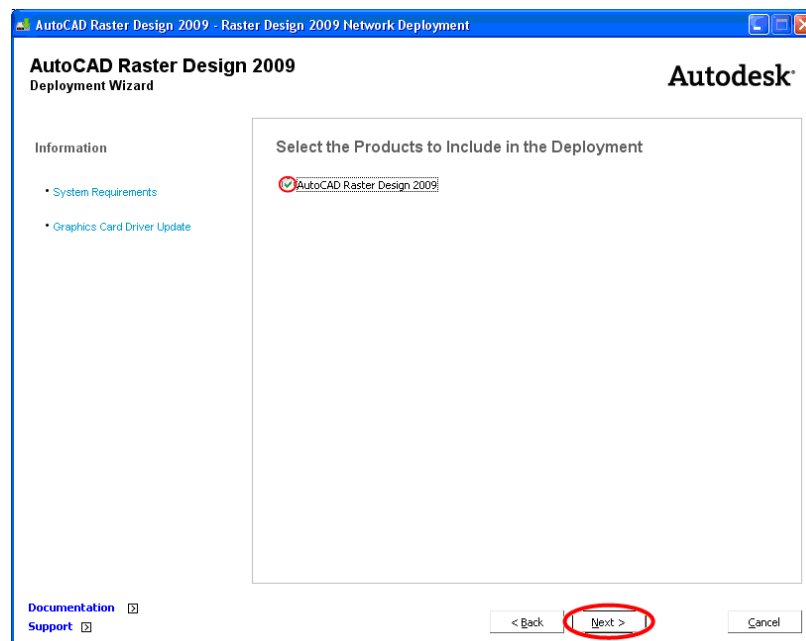 AutoCAD Raster Design 2009 - Raster Design 2009 Network Deployment
AutoCAD Raster Design 2009
Deployment Wizard
Autodesk
Information
• System Requirements
• Graphics Card Driver Update
Select the Products to Include in the Deployment
AutoCAD Raster Design 2009
Documentation
Support
< Back Next > Cancel